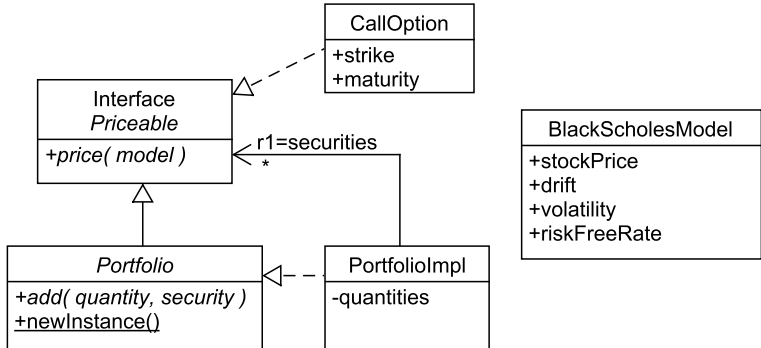 CallOption
+strike
+maturity
Interface
Priceable
+price( model )
r1=securities
*
BlackScholesModel
+stockPrice
+drift
+volatility
+riskFreeRate
Portfolio
+add( quantity, security )
+newInstance()
PortfolioImpl
-quantities